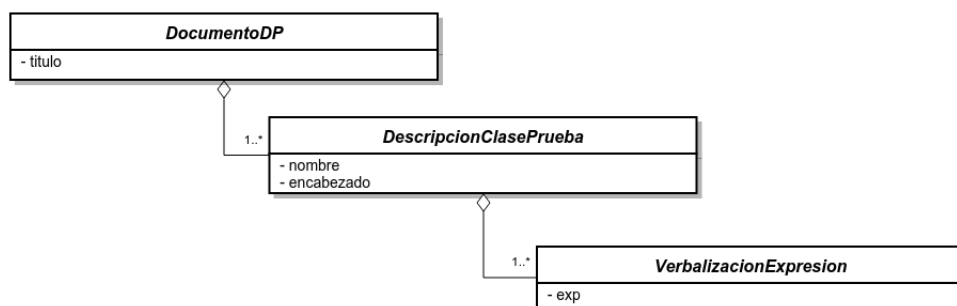 DocumentoDP
- titulo
1..*
DescripcionClasePrueba
- nombre
- encabezado
1..*
VerbalizacionExpresion
- exp